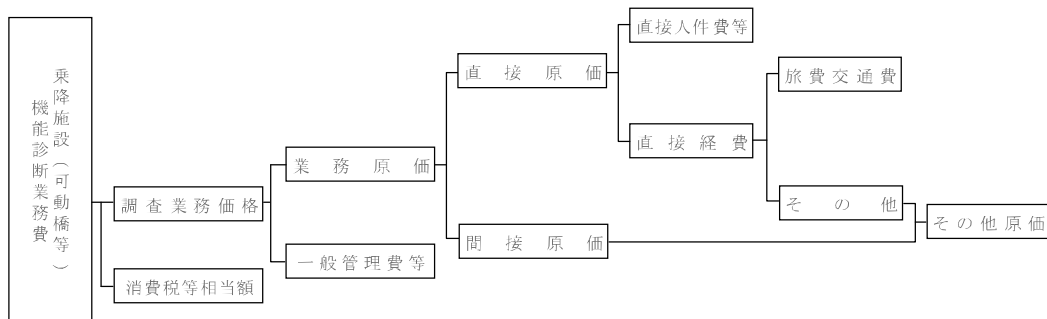 乗降施設（可動橋等）
機能診断業務費
調査業務価格
消費税等相当額
業務原価
一般管理費等
直接原価
間接原価
直接人件費等
直接経費
旅費交通費
その他
その他原価